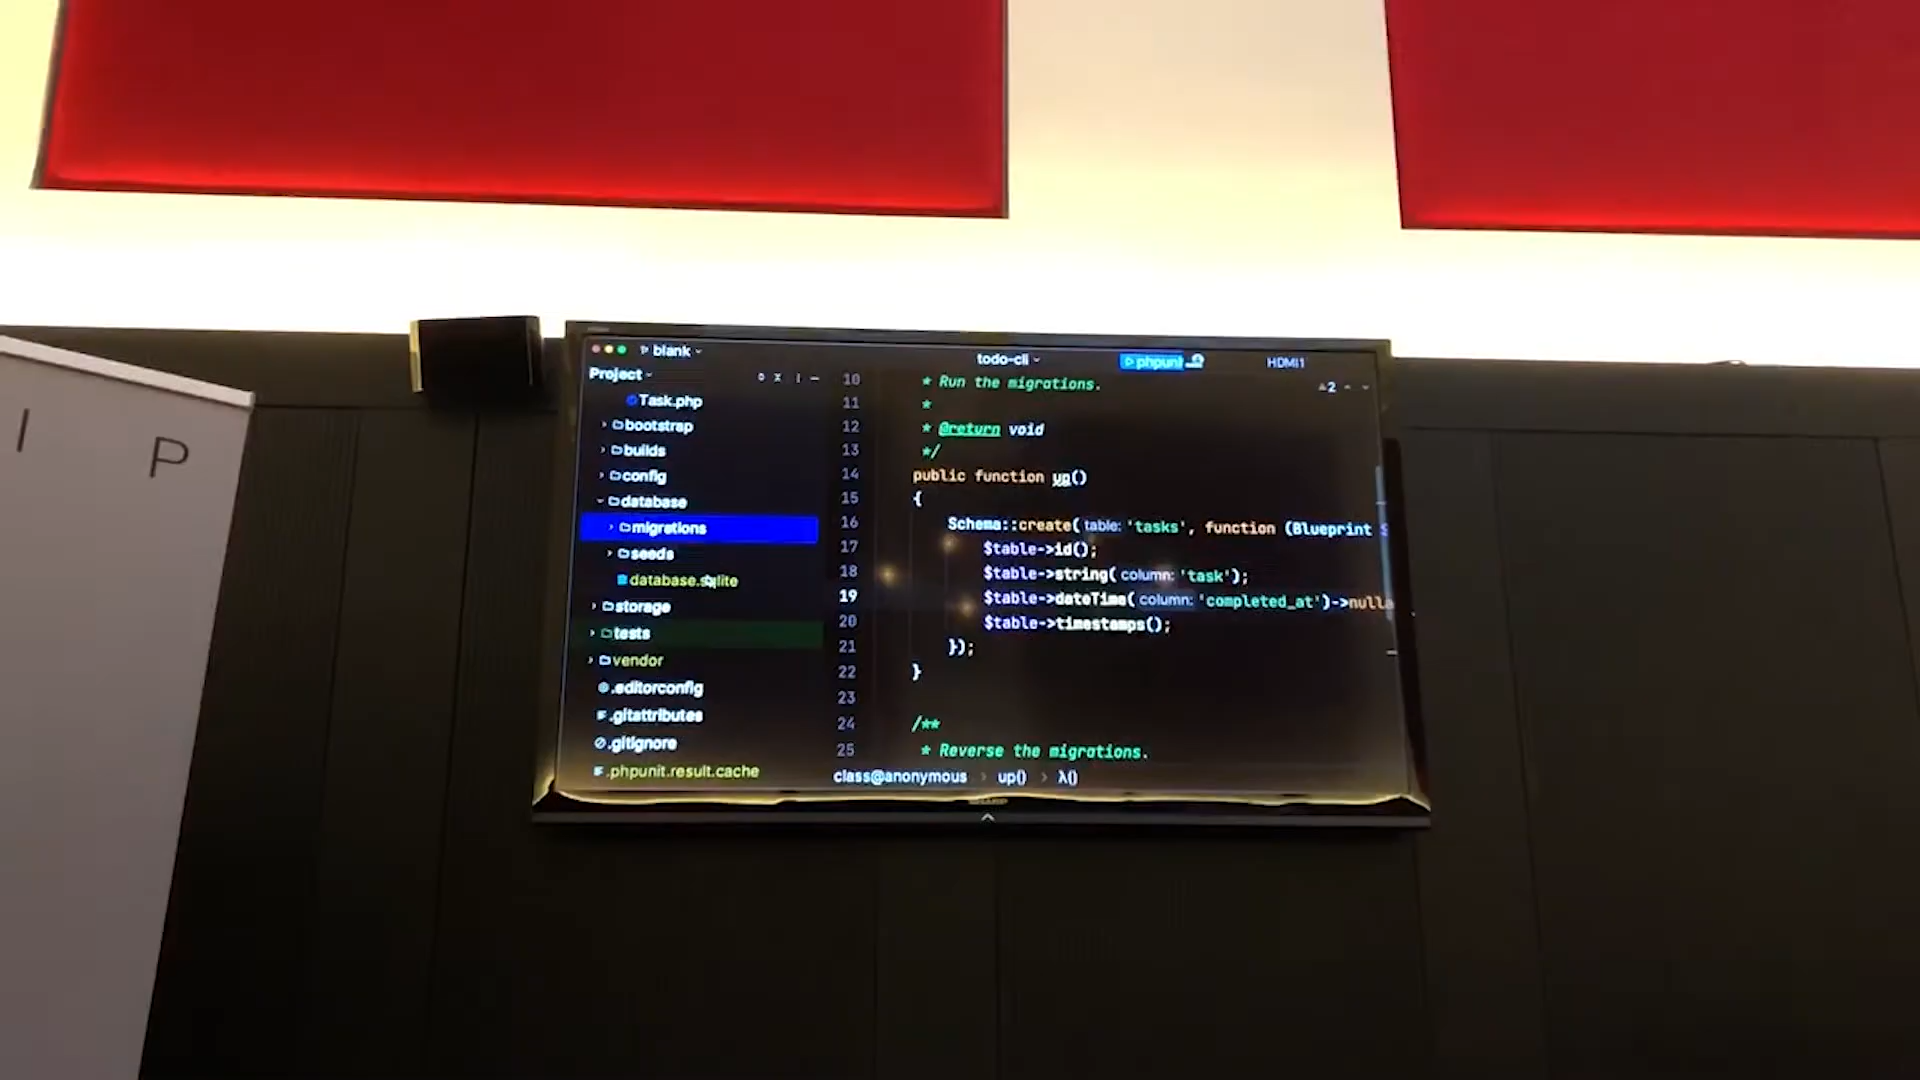 I P
blank
todo-cli
phpunit
HDMI1
Project
Task.php
bootstrap
builds
config
database
migrations
seeds
database.sqlite
storage
tests
vendor
.editorconfig
.gitattributes
.gitignore
.phpunit.result.cache
2
10 * Run the migrations.
11 *
12 * @return void
13 */
14 public function up()
15 {
16 Schema::create( table: 'tasks', function (Blueprint $
17 $table->id();
18 $table->string( column: 'task');
19 $table->dateTime( column: 'completed_at')->nulla
20 $table->timestamps();
21 });
22 }
23
24 /**
25 * Reverse the migrations.
class@anonymous › up() › λ()
SHARP